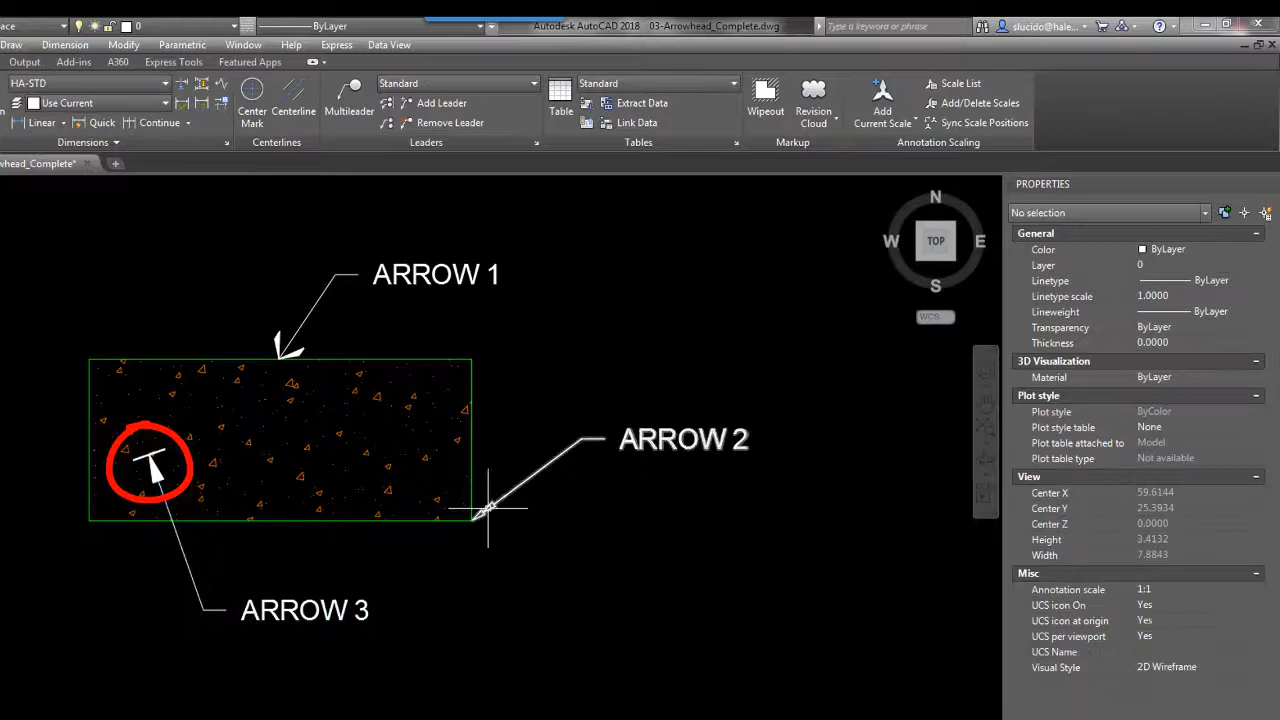 ace 0 ByLayer Autodesk AutoCAD 2018 03-Arrowhead_Complete.dwg Type a keyword or phrase slucido@hale...
Draw Dimension Modify Parametric Window Help Express Data View
Output Add-ins A360 Express Tools Featured Apps
HA-STD Standard Standard Scale List
Use Current Center Mark Centerline Multileader Add Leader Table Extract Data Wipeout Revision Cloud Add Current Scale Add/Delete Scales
Linear Quick Continue Remove Leader Link Data Sync Scale Positions
Dimensions Centerlines Leaders Tables Markup Annotation Scaling
whead_Complete*
PROPERTIES
No selection
General
Color ByLayer
Layer 0
Linetype ByLayer
Linetype scale 1.0000
Lineweight ByLayer
Transparency ByLayer
Thickness 0.0000
3D Visualization
Material ByLayer
Plot style
Plot style ByColor
Plot style table None
Plot table attached to Model
Plot table type Not available
View
Center X 59.6144
Center Y 25.3934
Center Z 0.0000
Height 3.4132
Width 7.8843
Misc
Annotation scale 1:1
UCS icon On Yes
UCS icon at origin Yes
UCS per viewport Yes
UCS Name
Visual Style 2D Wireframe
N
W TOP E
S
WCS
ARROW 1
ARROW 2
ARROW 3